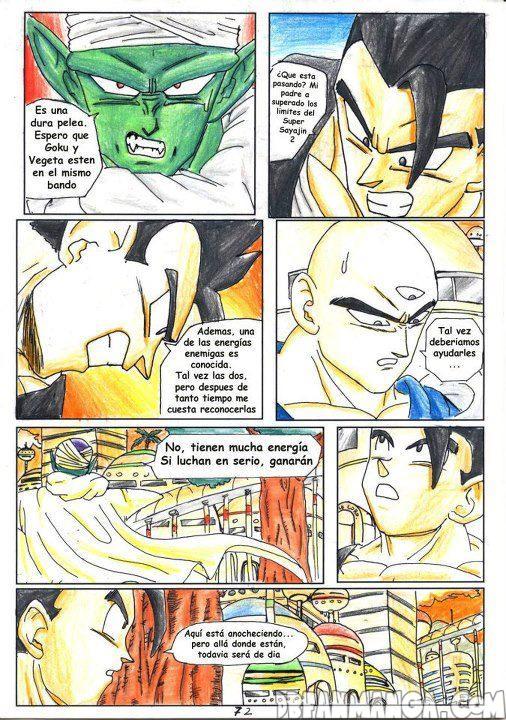 Es una
dura pelea.
Espero que
Goku y
Vegeta esten
en el mismo
bando
¿Que esta
pasando? Mi
padre a
superado los
limites del
Super
Sayajin
2
Ademas, una
de las energías
enemigas es
conocida.
Tal vez las dos,
pero despues de
tanto tiempo me
cuesta reconocerlas
Tal vez
deberiamos
ayudarles
...
No, tienen mucha energía
Si luchan en serio, ganarán
Aquí está anocheciendo...
pero allá donde están,
todavia será de dia
72
DBFANMANGA.COM